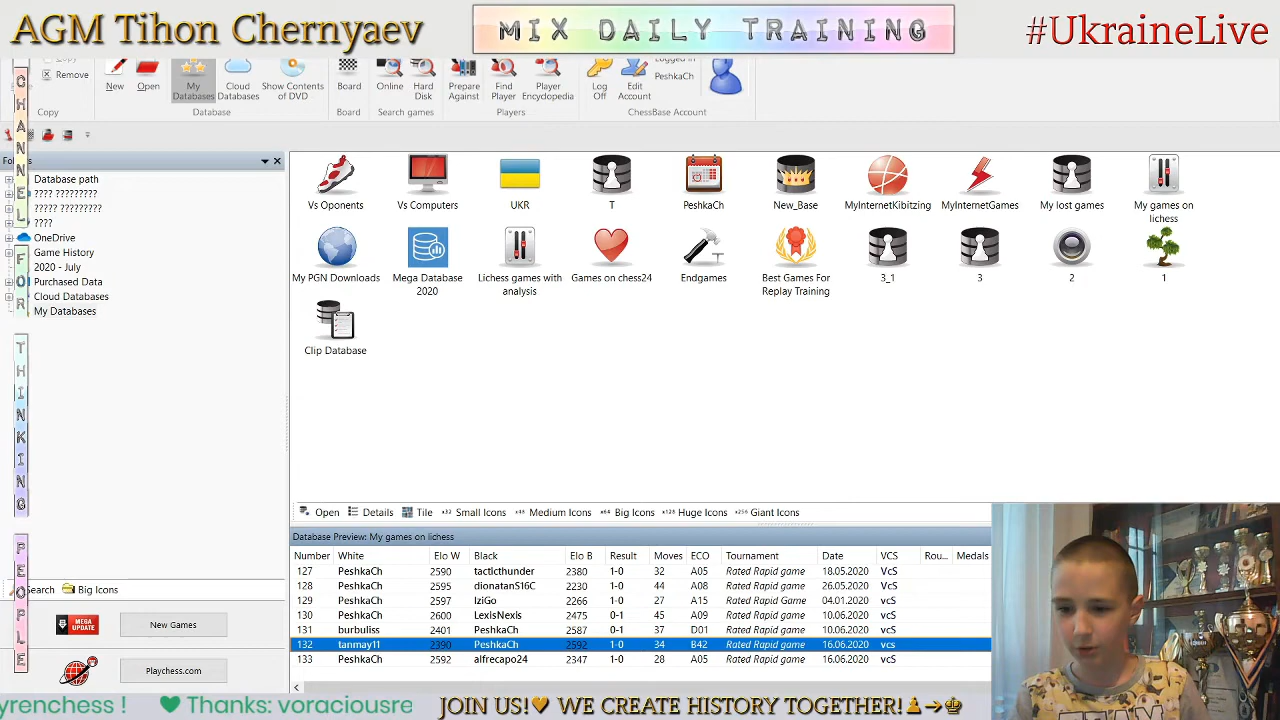 AGM Tihon Chernyaev
MIX DAILY TRAINING
#UkraineLive
CHANNEL FOR THINKING PEOPLE
Remove
Copy
New
Open
My Databases
Cloud Databases
Show Contents of DVD
Database
Board
Board
Online
Hard Disk
Search games
Prepare Against
Find Player
Player Encyclopedia
Players
Log Off
Edit Account
PeshkaCh
ChessBase Account
Database path
???? ?????????
????? ?????????
????
OneDrive
Game History
2020 - July
Purchased Data
Cloud Databases
My Databases
Vs Oponents
Vs Computers
UKR
T
PeshkaCh
New_Base
MyInternetKibitzing
MyInternetGames
My lost games
My games on lichess
My PGN Downloads
Mega Database 2020
Lichess games with analysis
Games on chess24
Endgames
Best Games For Replay Training
3_1
3
2
1
Clip Database
Open Details Tile Small Icons Medium Icons Big Icons Huge Icons Giant Icons
Database Preview: My games on lichess
Number White Elo W Black Elo B Result Moves ECO Tournament Date VCS Rou... Medals
127 PeshkaCh 2590 tacticthunder 2380 1-0 32 A05 Rated Rapid game 18.05.2020 VcS
128 PeshkaCh 2595 dionatanS16C 2230 1-0 44 A08 Rated Rapid game 26.05.2020 VCS
129 PeshkaCh 2597 IziGo 2266 1-0 27 A15 Rated Rapid game 04.01.2020 vcS
130 PeshkaCh 2600 LexisNexis 2475 0-1 45 A09 Rated Rapid game 10.06.2020 VcS
131 burbuliss 2401 PeshkaCh 2587 0-1 37 D01 Rated Rapid game 10.06.2020 VcS
132 tanmay11 2390 PeshkaCh 2592 1-0 34 B42 Rated Rapid game 16.06.2020 vcs
133 PeshkaCh 2592 alfrecapo24 2347 1-0 28 A05 Rated Rapid game 16.06.2020 vcS
Search Big Icons
MEGA UPDATE
New Games
Playchess.com
yrenchess ! Thanks: voraciousre
JOIN US! WE CREATE HISTORY TOGETHER!